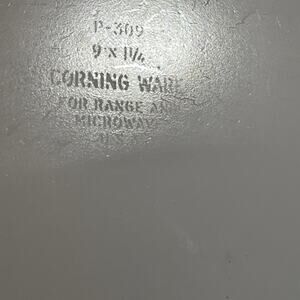 P-309
9 x 1¼
CORNING WARE
FOR RANGE AND
MICROWAVE
U.S.A.